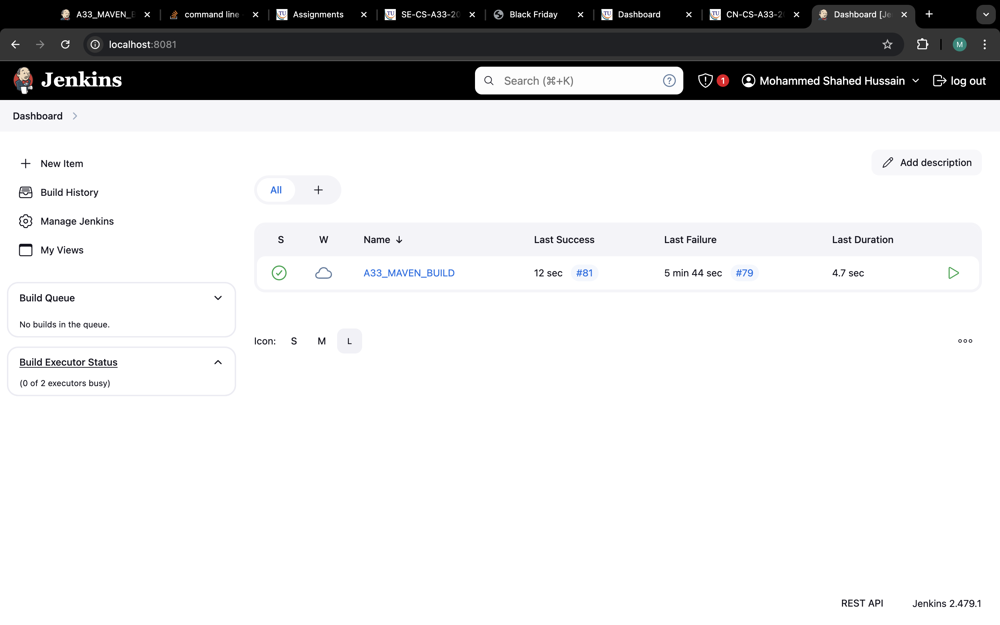 A33_MAVEN_B
command line -
Assignments
SE-CS-A33-20
Black Friday
Dashboard
CN-CS-A33-20
Dashboard [Je
localhost:8081
M
Jenkins
Search (⌘+K)
?
1
Mohammed Shahed Hussain
log out
Dashboard
New Item
Build History
Manage Jenkins
My Views
Add description
All
+
S W Name ↓ Last Success Last Failure Last Duration
A33_MAVEN_BUILD 12 sec #81 5 min 44 sec #79 4.7 sec
Build Queue
No builds in the queue.
Build Executor Status
(0 of 2 executors busy)
Icon: S M L
REST API Jenkins 2.479.1